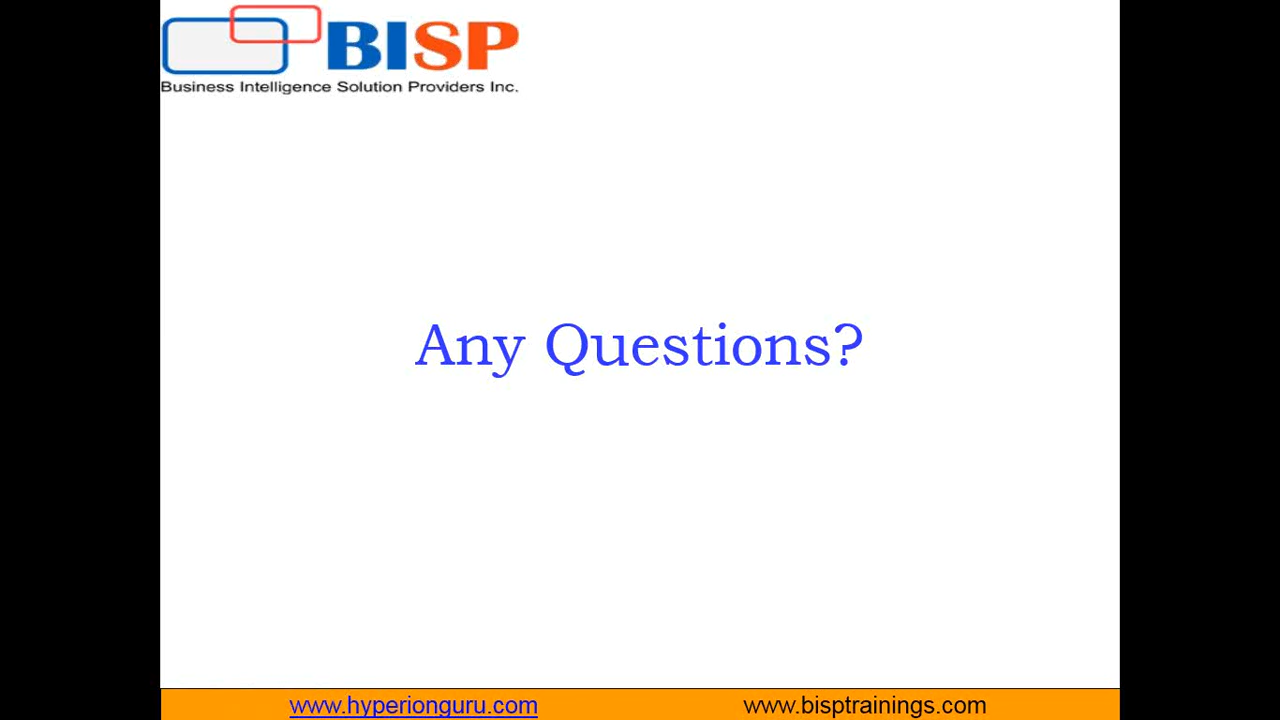 BISP
Business Intelligence Solution Providers Inc.
Any Questions?
www.hyperionguru.com
www.bisptrainings.com